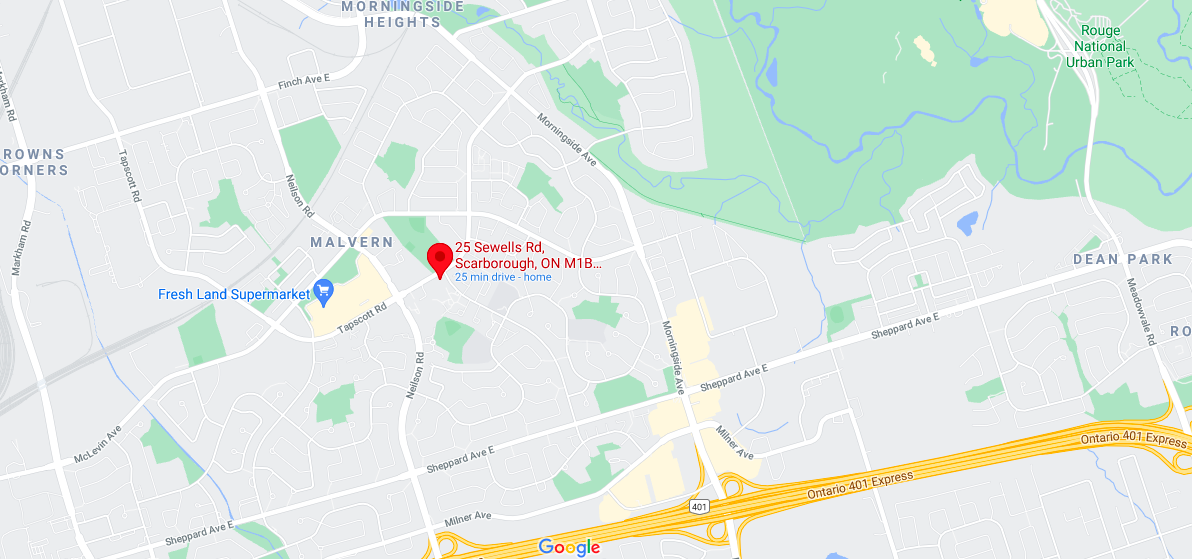 MORNINGSIDE
HEIGHTS
Rouge
National
Urban Park
Finch Ave E
Markham Rd
Morningside Ave
ROWNS
ORNERS
Tapscott Rd
Neilson Rd
Markham Rd
MALVERN
25 Sewells Rd,
Scarborough, ON M1B...
25 min drive - home
DEAN PARK
Fresh Land Supermarket
Tapscott Rd
Meadowvale Rd
Sheppard Ave E
RO
Morningside Ave
Neilson Rd
Sheppard Ave E
McLevin Ave
Milner Ave
Ontario 401 Express
Sheppard Ave E
Ontario 401 Express
401
Milner Ave
Sheppard Ave E
Google